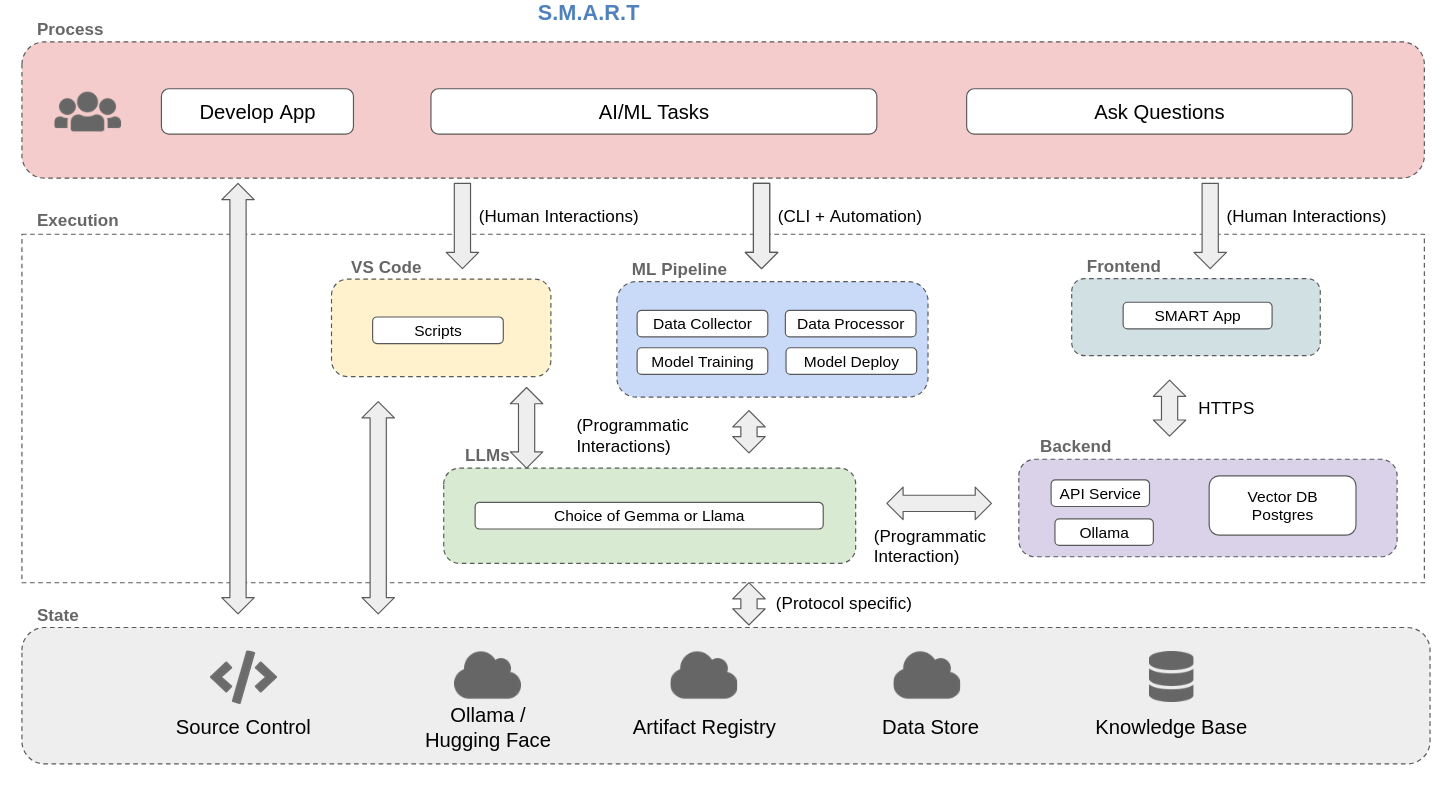 S.M.A.R.T
Process
Develop App
AI/ML Tasks
Ask Questions
Execution
(Human Interactions)
(CLI + Automation)
(Human Interactions)
VS Code
Scripts
ML Pipeline
Data Collector
Data Processor
Model Training
Model Deploy
Frontend
SMART App
(Programmatic
Interactions)
HTTPS
LLMs
Choice of Gemma or Llama
(Programmatic
Interaction)
Backend
API Service
Ollama
Vector DB
Postgres
(Protocol specific)
State
Source Control
Ollama /
Hugging Face
Artifact Registry
Data Store
Knowledge Base